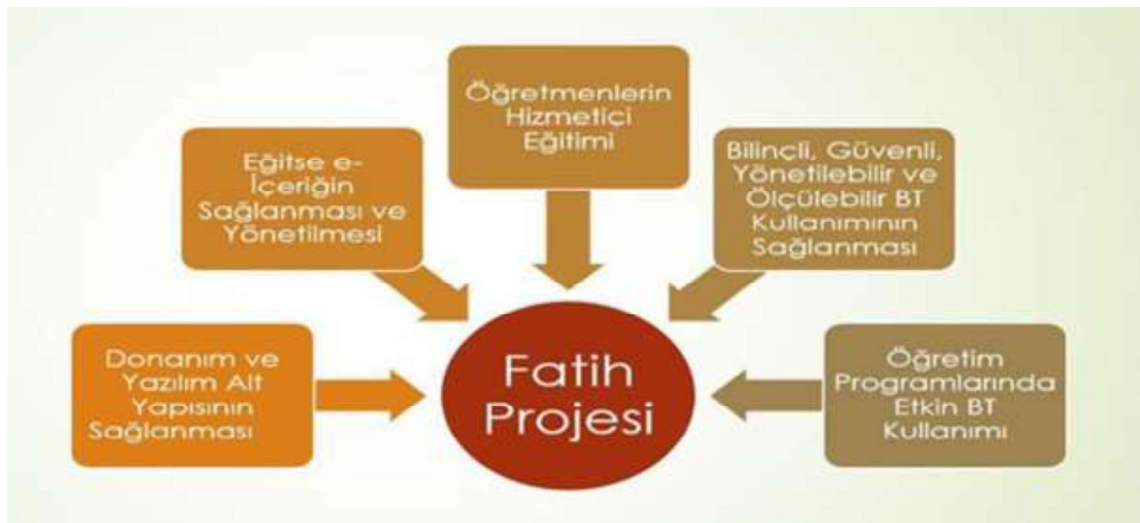 Öğretmenlerin
Hizmetiçi
Eğitimi
Eğitse e-
İçeriğin
Sağlanması ve
Yönetilmesi
Bilinçli, Güvenli,
Yönetilebilir ve
Ölçülebilir BT
Kullanımının
Sağlanması
Donanım ve
Yazılım Alt
Yapısının
Sağlanması
Fatih
Projesi
Öğretim
Programlarında
Etkin BT
Kullanımı